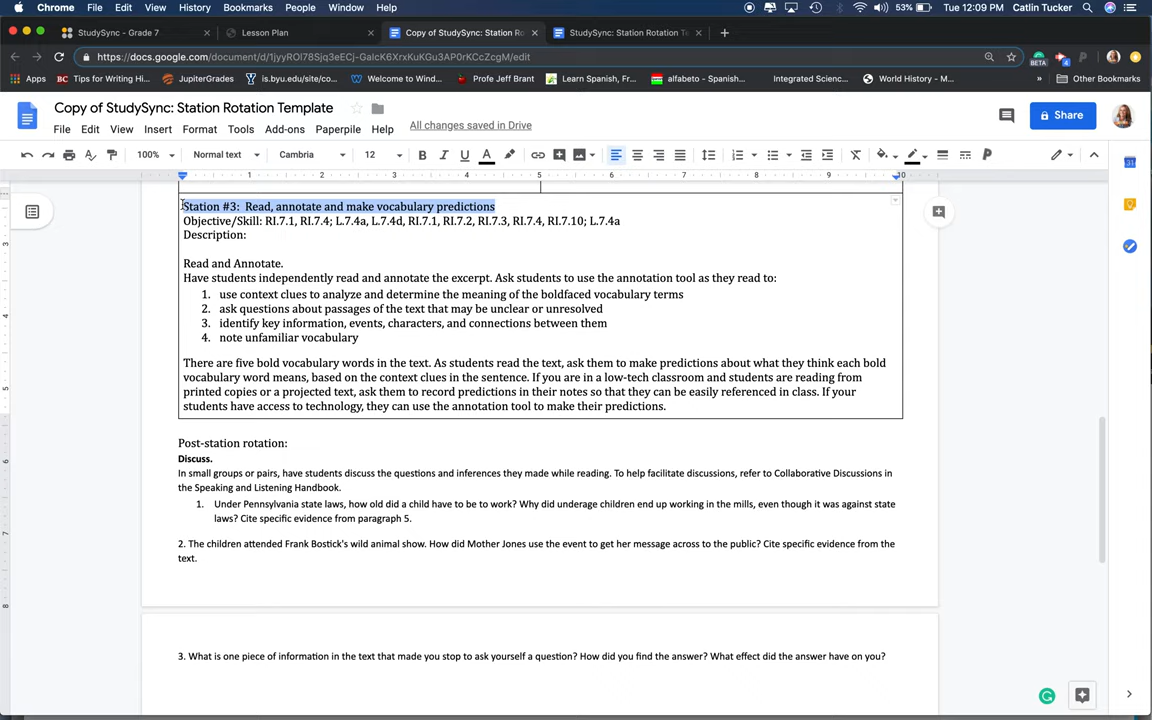 Chrome File Edit View History Bookmarks People Window Help 53% Tue 12:09 PM Catlin Tucker
StudySync - Grade 7 Lesson Plan Copy of StudySync: Station Ro StudySync: Station Rotation Te
https://docs.google.com/document/d/1jyyROl78Sjq3eECj-GaIcK6XrxKuKGu3AP0rKCcZcgM/edit
Apps Tips for Writing Hi... JupiterGrades is.byu.edu/site/co... Welcome to Wind... Profe Jeff Brant Learn Spanish, Fr... alfabeto - Spanish... Integrated Scienc... World History - M... » Other Bookmarks
BETA
Copy of StudySync: Station Rotation Template
File Edit View Insert Format Tools Add-ons Paperpile Help All changes saved in Drive
Share
100% Normal text Cambria 12
1 2 3 4 5 6 7 8 9 10
Station #3: Read, annotate and make vocabulary predictions
Objective/Skill: RI.7.1, RI.7.4; L.7.4a, L.7.4d, RI.7.1, RI.7.2, RI.7.3, RI.7.4, RI.7.10; L.7.4a
Description:
Read and Annotate.
Have students independently read and annotate the excerpt. Ask students to use the annotation tool as they read to:
1. use context clues to analyze and determine the meaning of the boldfaced vocabulary terms
2. ask questions about passages of the text that may be unclear or unresolved
3. identify key information, events, characters, and connections between them
4. note unfamiliar vocabulary
There are five bold vocabulary words in the text. As students read the text, ask them to make predictions about what they think each bold
vocabulary word means, based on the context clues in the sentence. If you are in a low-tech classroom and students are reading from
printed copies or a projected text, ask them to record predictions in their notes so that they can be easily referenced in class. If your
students have access to technology, they can use the annotation tool to make their predictions.
Post-station rotation:
Discuss.
In small groups or pairs, have students discuss the questions and inferences they made while reading. To help facilitate discussions, refer to Collaborative Discussions in
the Speaking and Listening Handbook.
1. Under Pennsylvania state laws, how old did a child have to be to work? Why did underage children end up working in the mills, even though it was against state
laws? Cite specific evidence from paragraph 5.
2. The children attended Frank Bostick's wild animal show. How did Mother Jones use the event to get her message across to the public? Cite specific evidence from the
text.
3. What is one piece of information in the text that made you stop to ask yourself a question? How did you find the answer? What effect did the answer have on you?